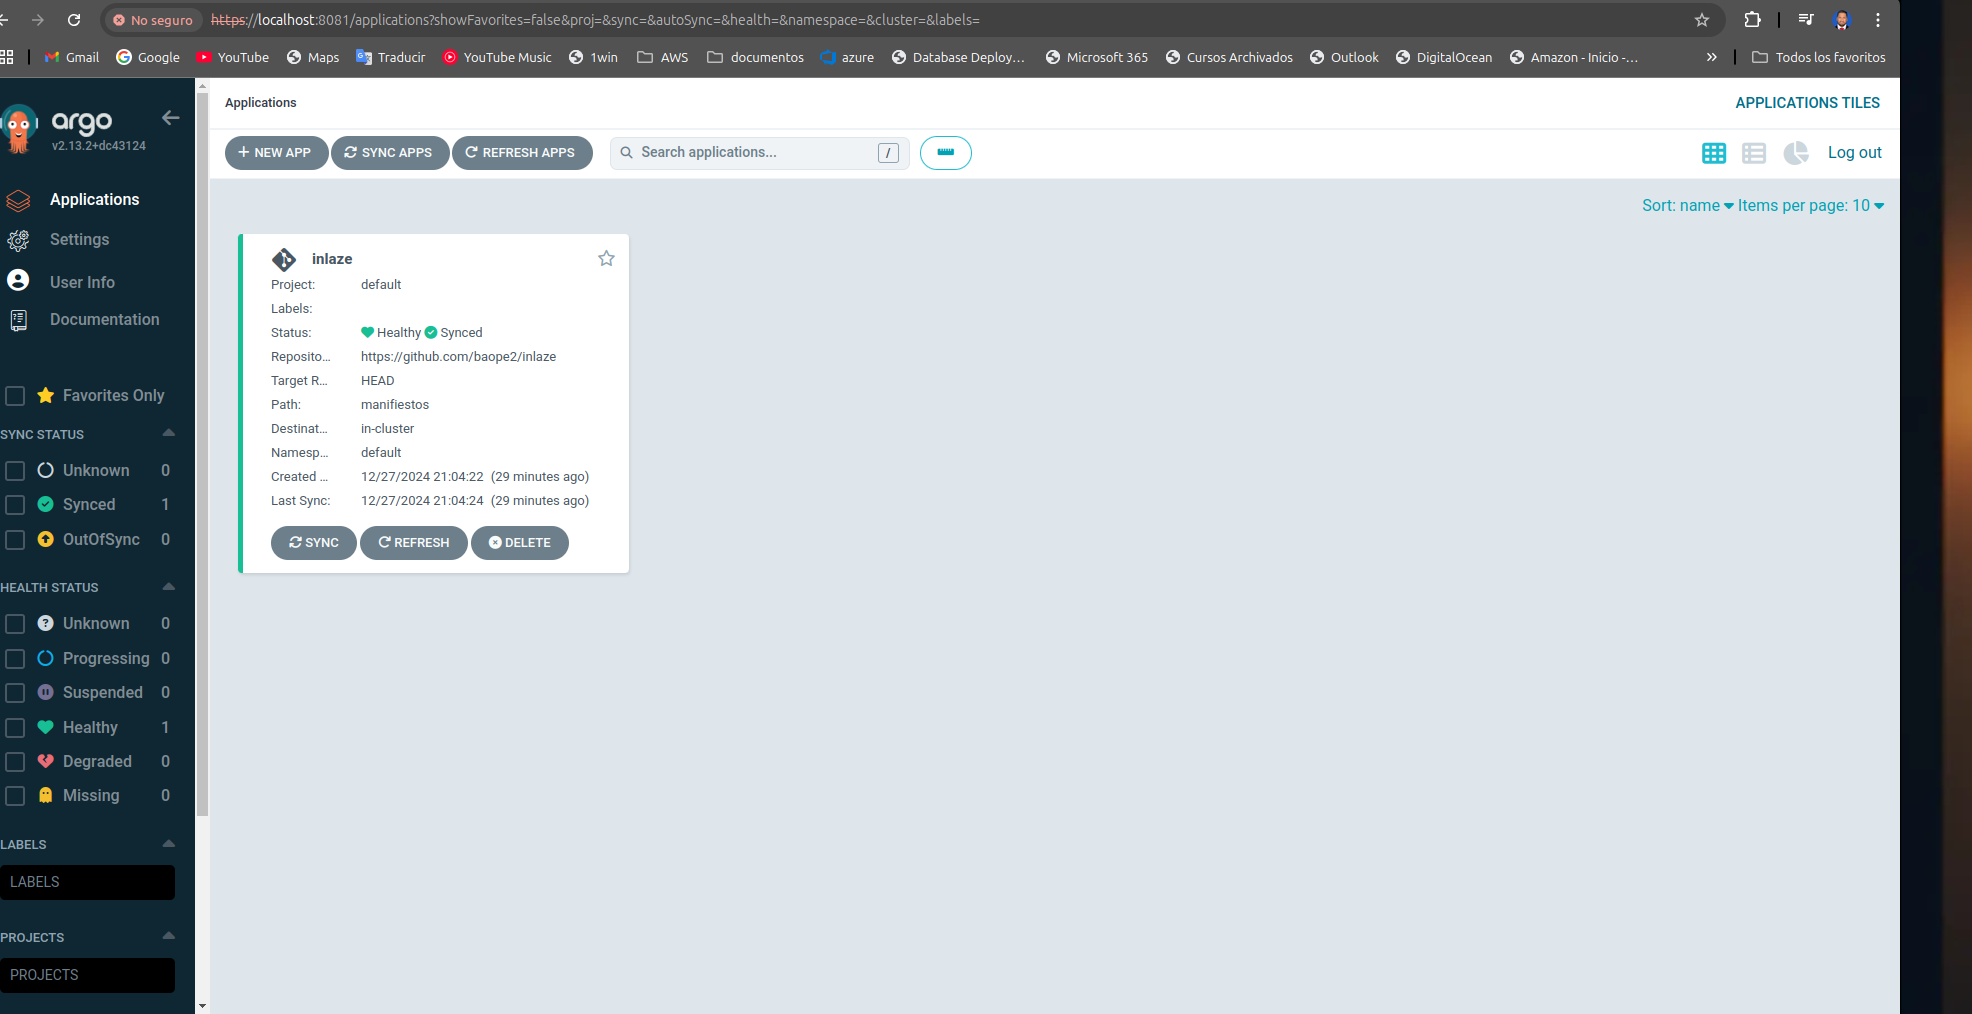 No seguro https://localhost:8081/applications?showFavorites=false&proj=&sync=&autoSync=&health=&namespace=&cluster=&labels=
Gmail Google YouTube Maps Traducir YouTube Music 1win AWS documentos azure Database Deploy... Microsoft 365 Cursos Archivados Outlook DigitalOcean Amazon - Inicio -... » Todos los favoritos
argo
v2.13.2+dc43124
Applications
Settings
User Info
Documentation
Favorites Only
SYNC STATUS
Unknown 0
Synced 1
OutOfSync 0
HEALTH STATUS
Unknown 0
Progressing 0
Suspended 0
Healthy 1
Degraded 0
Missing 0
LABELS
LABELS
PROJECTS
PROJECTS
Applications APPLICATIONS TILES
+ NEW APP SYNC APPS REFRESH APPS Search applications... / Log out
Sort: name Items per page: 10
inlaze
Project: default
Labels:
Status: Healthy Synced
Reposito... https://github.com/baope2/inlaze
Target R... HEAD
Path: manifiestos
Destinat... in-cluster
Namesp... default
Created ... 12/27/2024 21:04:22 (29 minutes ago)
Last Sync: 12/27/2024 21:04:24 (29 minutes ago)
SYNC REFRESH DELETE